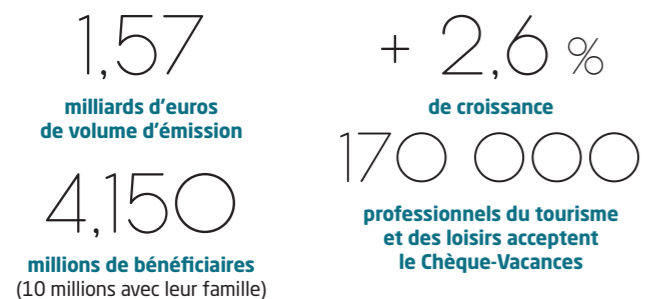 1,57
milliards d'euros
de volume d'émission
4,150
millions de bénéficiaires
(10 millions avec leur famille)
+ 2,6 %
de croissance
170 000
professionnels du tourisme
et des loisirs acceptent
le Chèque-Vacances